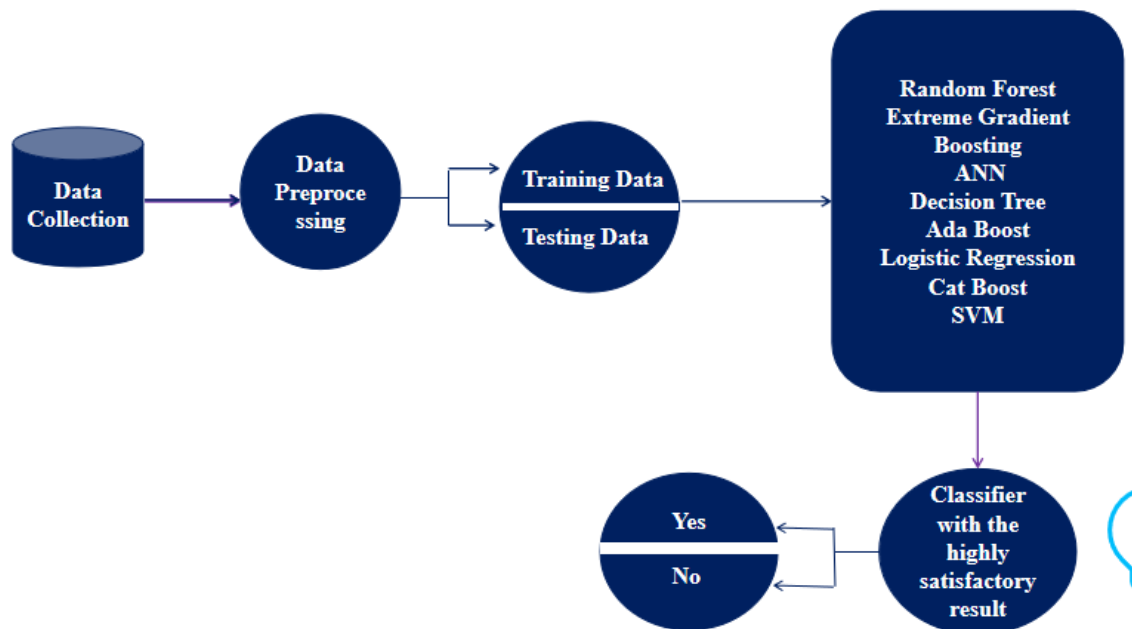 Data
Collection
Data
Preproce
ssing
Training Data
Testing Data
Random Forest
Extreme Gradient
Boosting
ANN
Decision Tree
Ada Boost
Logistic Regression
Cat Boost
SVM
Classifier
with the
highly
satisfactory
result
Yes
No